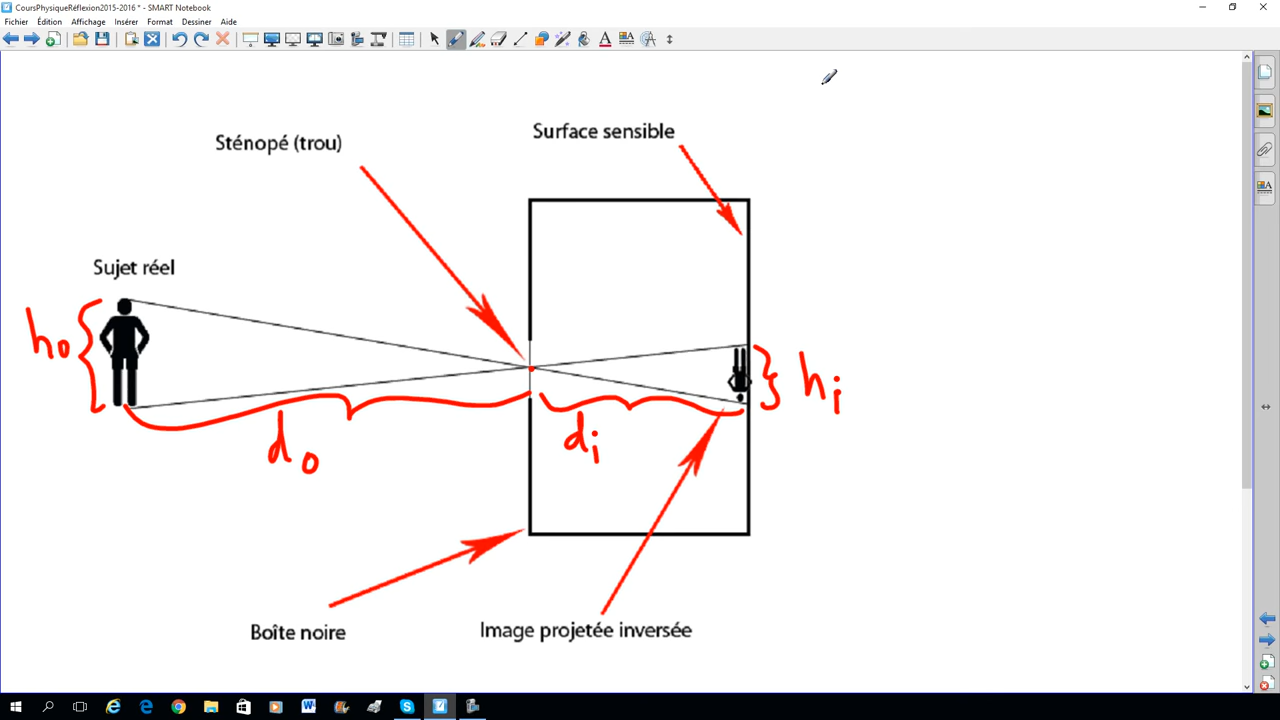 CoursPhysiqueRéflexion2015-2016 * - SMART Notebook
Fichier Édition Affichage Insérer Format Dessiner Aide
Sténopé (trou)
Surface sensible
Sujet réel
ho
hi
do
di
Boîte noire
Image projetée inversée